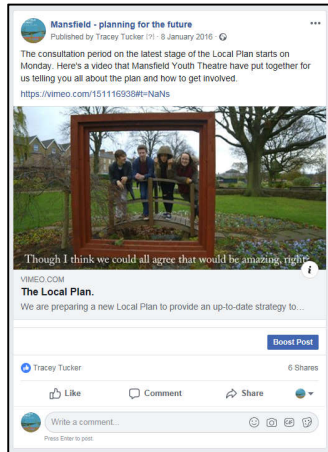 Mansfield - planning for the future
Published by Tracey Tucker [?] · 8 January 2016 ·
The consultation period on the latest stage of the Local Plan starts on
Monday. Here's a video that Mansfield Youth Theatre have put together for
us telling you all about the plan and how to get involved.
https://vimeo.com/151116938#t=NaNs
Though I think we could all agree that would be amazing, right
VIMEO.COM
The Local Plan.
We are preparing a new Local Plan to provide an up-to-date strategy to...
Boost Post
Tracey Tucker
6 Shares
Like
Comment
Share
Write a comment...
GIF
Press Enter to post.